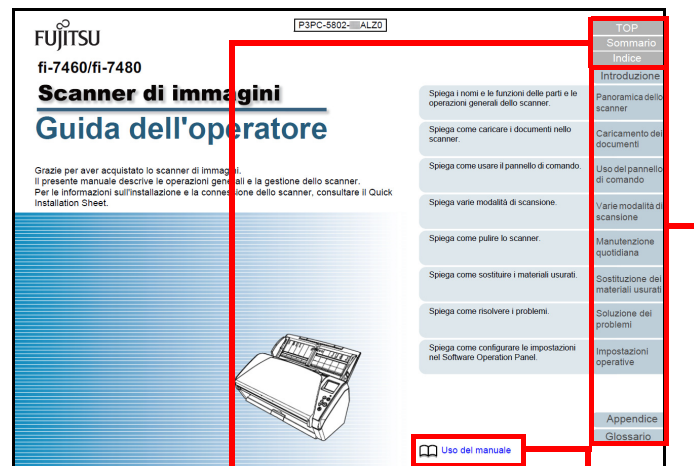 FUJITSU
P3PC-5802-ALZ0
fi-7460/fi-7480
Scanner di immagini
Guida dell'operatore
Grazie per aver acquistato lo scanner di immagini.
Il presente manuale descrive le operazioni generali e la gestione dello scanner.
Per le informazioni sull'installazione e la connessione dello scanner, consultare il Quick
Installation Sheet.
TOP
Sommario
Indice
Introduzione
Spiega i nomi e le funzioni delle parti e le
operazioni generali dello scanner.
Panoramica dello
scanner
Spiega come caricare i documenti nello
scanner.
Caricamento dei
documenti
Spiega come usare il pannello di comando.
Uso del pannello
di comando
Spiega varie modalità di scansione.
Varie modalità di
scansione
Spiega come pulire lo scanner.
Manutenzione
quotidiana
Spiega come sostituire i materiali usurati.
Sostituzione dei
materiali usurati
Spiega come risolvere i problemi.
Soluzione dei
problemi
Spiega come configurare le impostazioni
nel Software Operation Panel.
Impostazioni
operative
Appendice
Glossario
Uso del manuale